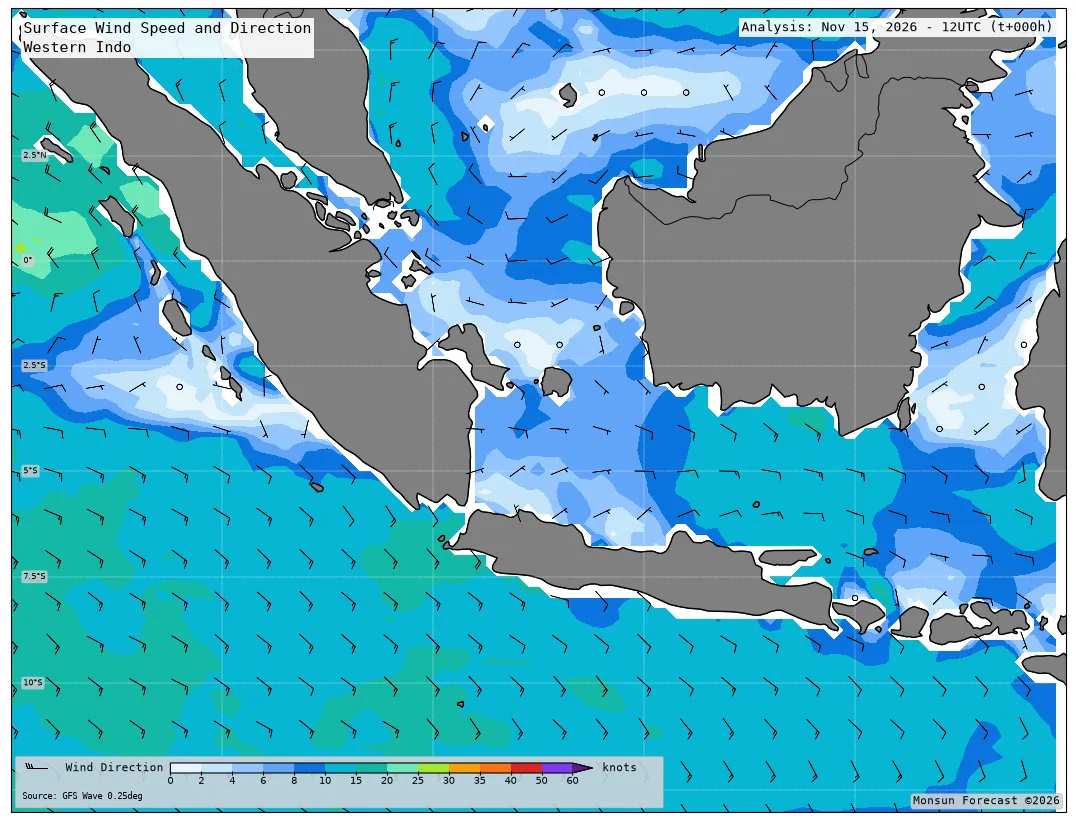 Surface Wind Speed and Direction
Western Indo
Analysis: Nov 15, 2026 - 12UTC (t+000h)
2.5°N
0°
2.5°S
5°S
7.5°S
10°S
Wind Direction
0 2 4 6 8 10 15 20 25 30 35 40 50 60
knots
Source: GFS Wave 0.25deg
Monsun Forecast ©2026